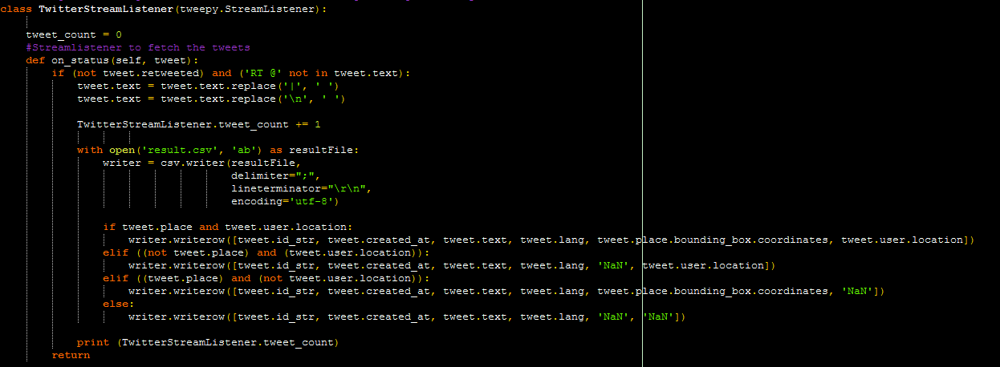 class TwitterStreamListener(tweepy.StreamListener):
tweet_count = 0
#Streamlistener to fetch the tweets
def on_status(self, tweet):
if (not tweet.retweeted) and ('RT @' not in tweet.text):
tweet.text = tweet.text.replace('|', ' ')
tweet.text = tweet.text.replace('\n', ' ')
TwitterStreamListener.tweet_count += 1
with open('result.csv', 'ab') as resultFile:
writer = csv.writer(resultFile,
delimiter=";",
lineterminator="\r\n",
encoding='utf-8')
if tweet.place and tweet.user.location:
writer.writerow([tweet.id_str, tweet.created_at, tweet.text, tweet.lang, tweet.place.bounding_box.coordinates, tweet.user.location])
elif ((not tweet.place) and (tweet.user.location)):
writer.writerow([tweet.id_str, tweet.created_at, tweet.text, tweet.lang, 'NaN', tweet.user.location])
elif ((tweet.place) and (not tweet.user.location)):
writer.writerow([tweet.id_str, tweet.created_at, tweet.text, tweet.lang, tweet.place.bounding_box.coordinates, 'NaN'])
else:
writer.writerow([tweet.id_str, tweet.created_at, tweet.text, tweet.lang, 'NaN', 'NaN'])
print (TwitterStreamListener.tweet_count)
return